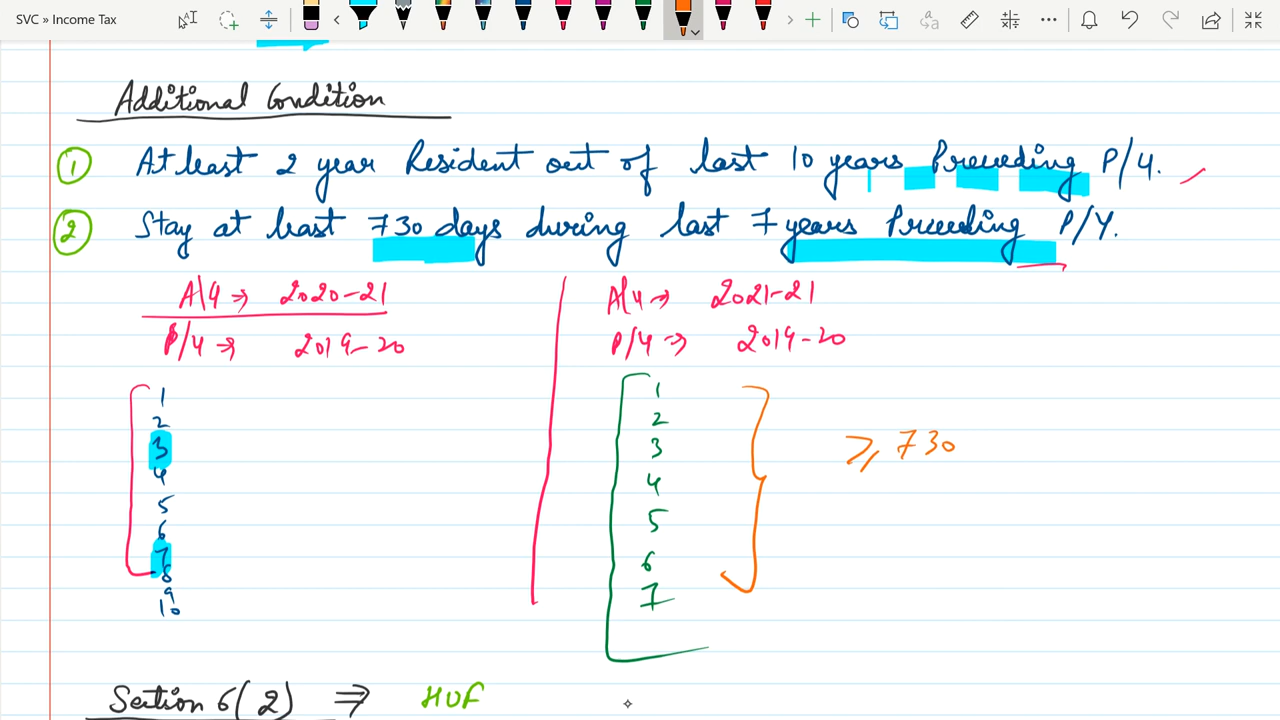 SVC » Income Tax
Additional Condition
① At least 2 year Resident out of last 10 years Preceding P/Y.
② Stay at least 730 days during last 7 years Preceding P/Y.
A/Y ⇒ 2020-21
P/Y ⇒ 2019-20
1
2
3
4
5
6
7
8
9
10
A/Y ⇒ 2021-21
P/Y ⇒ 2019-20
1
2
3
4
5
6
7
≥ 730
Section 6(2) ⇒ HUF